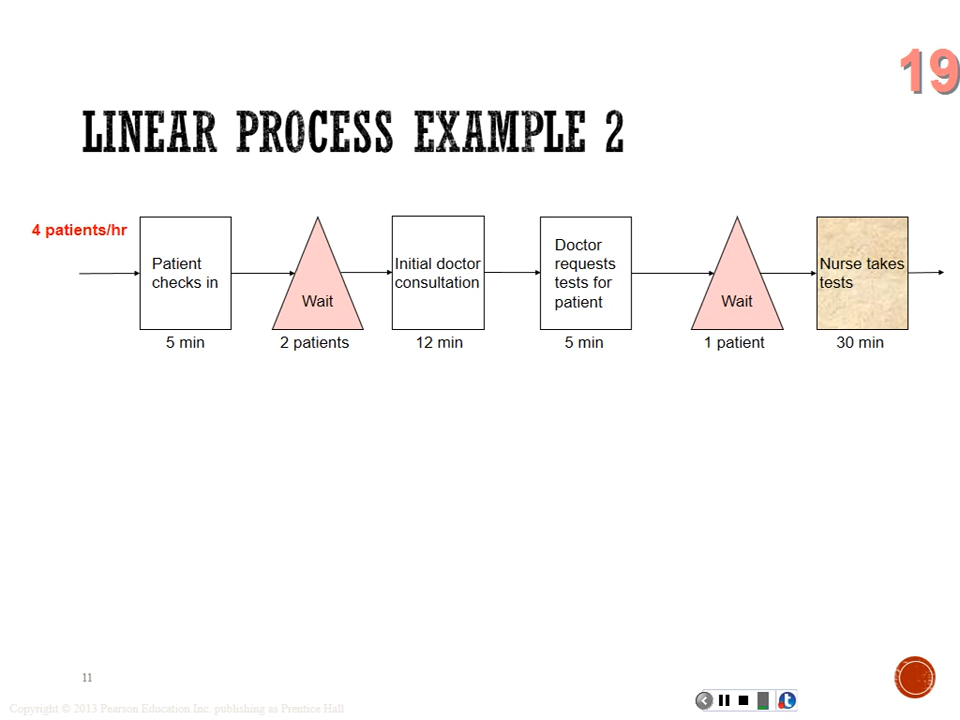 19
LINEAR PROCESS EXAMPLE 2
4 patients/hr
Patient
checks in
5 min
Wait
2 patients
Initial doctor
consultation
12 min
Doctor
requests
tests for
patient
5 min
Wait
1 patient
Nurse takes
tests
30 min
11
Copyright © 2013 Pearson Education Inc. publishing as Prentice Hall
t